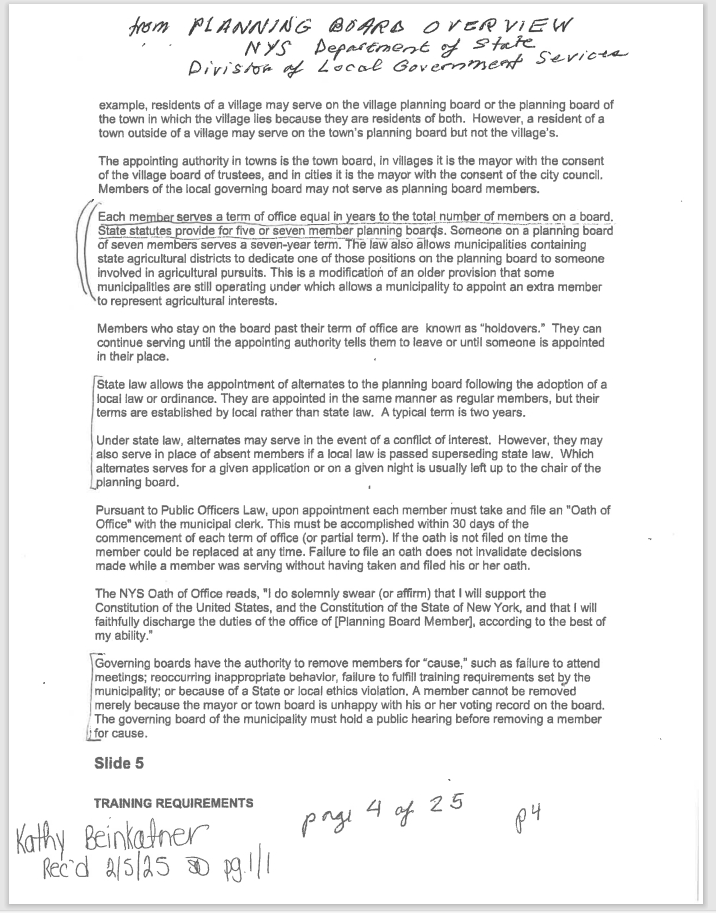 from PLANNING BOARD OVERVIEW
NYS Department of State
Division of Local Government Sevices
example, residents of a village may serve on the village planning board or the planning board of
the town in which the village lies because they are residents of both.  However, a resident of a
town outside of a village may serve on the town's planning board but not the village's.
The appointing authority in towns is the town board, in villages it is the mayor with the consent
of the village board of trustees, and in cities it is the mayor with the consent of the city council.
Members of the local governing board may not serve as planning board members.
Each member serves a term of office equal in years to the total number of members on a board.
State statutes provide for five or seven member planning boards. Someone on a planning board
of seven members serves a seven-year term. The law also allows municipalities containing
state agricultural districts to dedicate one of those positions on the planning board to someone
involved in agricultural pursuits. This is a modification of an older provision that some
municipalities are still operating under which allows a municipality to appoint an extra member
to represent agricultural interests.
Members who stay on the board past their term of office are  known as "holdovers."  They can
continue serving until the appointing authority tells them to leave or until someone is appointed
in their place.
State law allows the appointment of alternates to the planning board following the adoption of a
local law or ordinance. They are appointed in the same manner as regular members, but their
terms are established by local rather than state law.  A typical term is two years.
Under state law, alternates may serve in the event of a conflict of interest.  However, they may
also serve in place of absent members if a local law is passed superseding state law.  Which
alternates serves for a given application or on a given night is usually left up to the chair of the
planning board.
Pursuant to Public Officers Law, upon appointment each member must take and file an "Oath of
Office" with the municipal clerk. This must be accomplished within 30 days of the
commencement of each term of office (or partial term). If the oath is not filed on time the
member could be replaced at any time. Failure to file an oath does not invalidate decisions
made while a member was serving without having taken and filed his or her oath.
The NYS Oath of Office reads, "I do solemnly swear (or affirm) that I will support the
Constitution of the United States, and the Constitution of the State of New York, and that I will
faithfully discharge the duties of the office of [Planning Board Member], according to the best of
my ability."
Governing boards have the authority to remove members for "cause," such as failure to attend
meetings; reoccurring inappropriate behavior, failure to fulfill training requirements set by the
municipality; or because of a State or local ethics violation. A member cannot be removed
merely because the mayor or town board is unhappy with his or her voting record on the board.
The governing board of the municipality must hold a public hearing before removing a member
for cause.
Slide 5
TRAINING REQUIREMENTS
page 4 of 25
p4
Kathy Beinkafner
Rec'd 2/5/25 pg.1/1